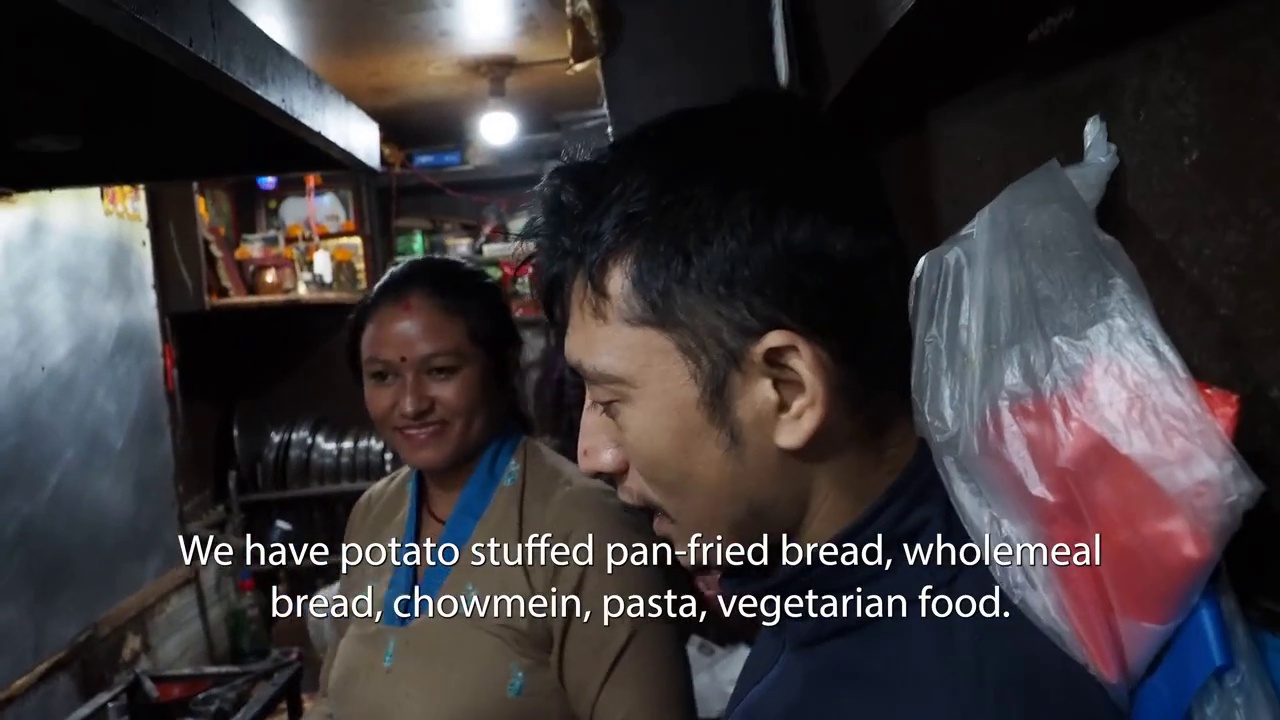 We have potato stuffed pan-fried bread, wholemeal
bread, chowmein, pasta, vegetarian food.